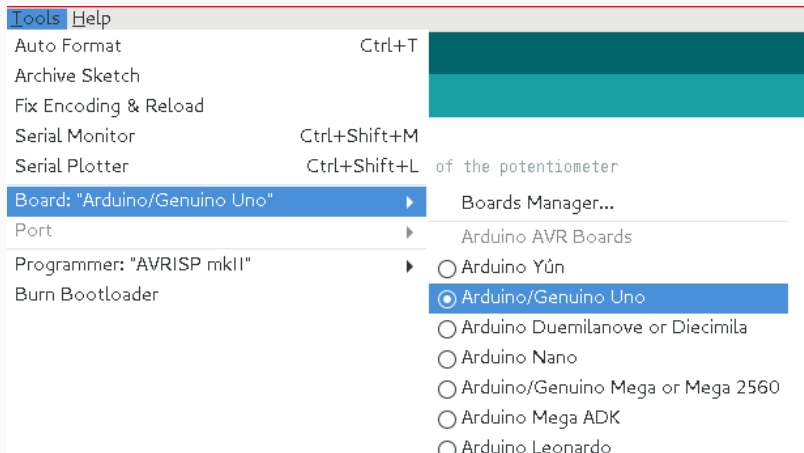 Tools Help
Auto Format Ctrl+T
Archive Sketch
Fix Encoding & Reload
Serial Monitor Ctrl+Shift+M
Serial Plotter Ctrl+Shift+L
of the potentiometer
Board: "Arduino/Genuino Uno"
Port
Programmer: "AVRISP mkII"
Burn Bootloader
Boards Manager...
Arduino AVR Boards
Arduino Yún
Arduino/Genuino Uno
Arduino Duemilanove or Diecimila
Arduino Nano
Arduino/Genuino Mega or Mega 2560
Arduino Mega ADK
Arduino Leonardo